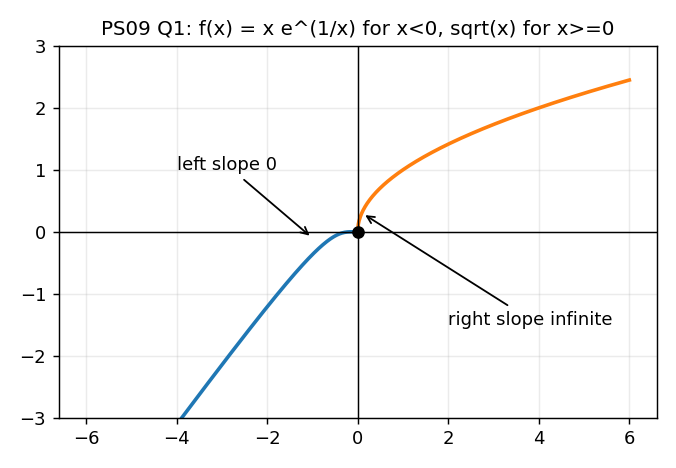 PS09 Q1: f(x) = x e^(1/x) for x<0, sqrt(x) for x>=0
3
2
left slope 0
1
0
−1
right slope infinite
−2
−3
−6 −4 −2 0 2 4 6